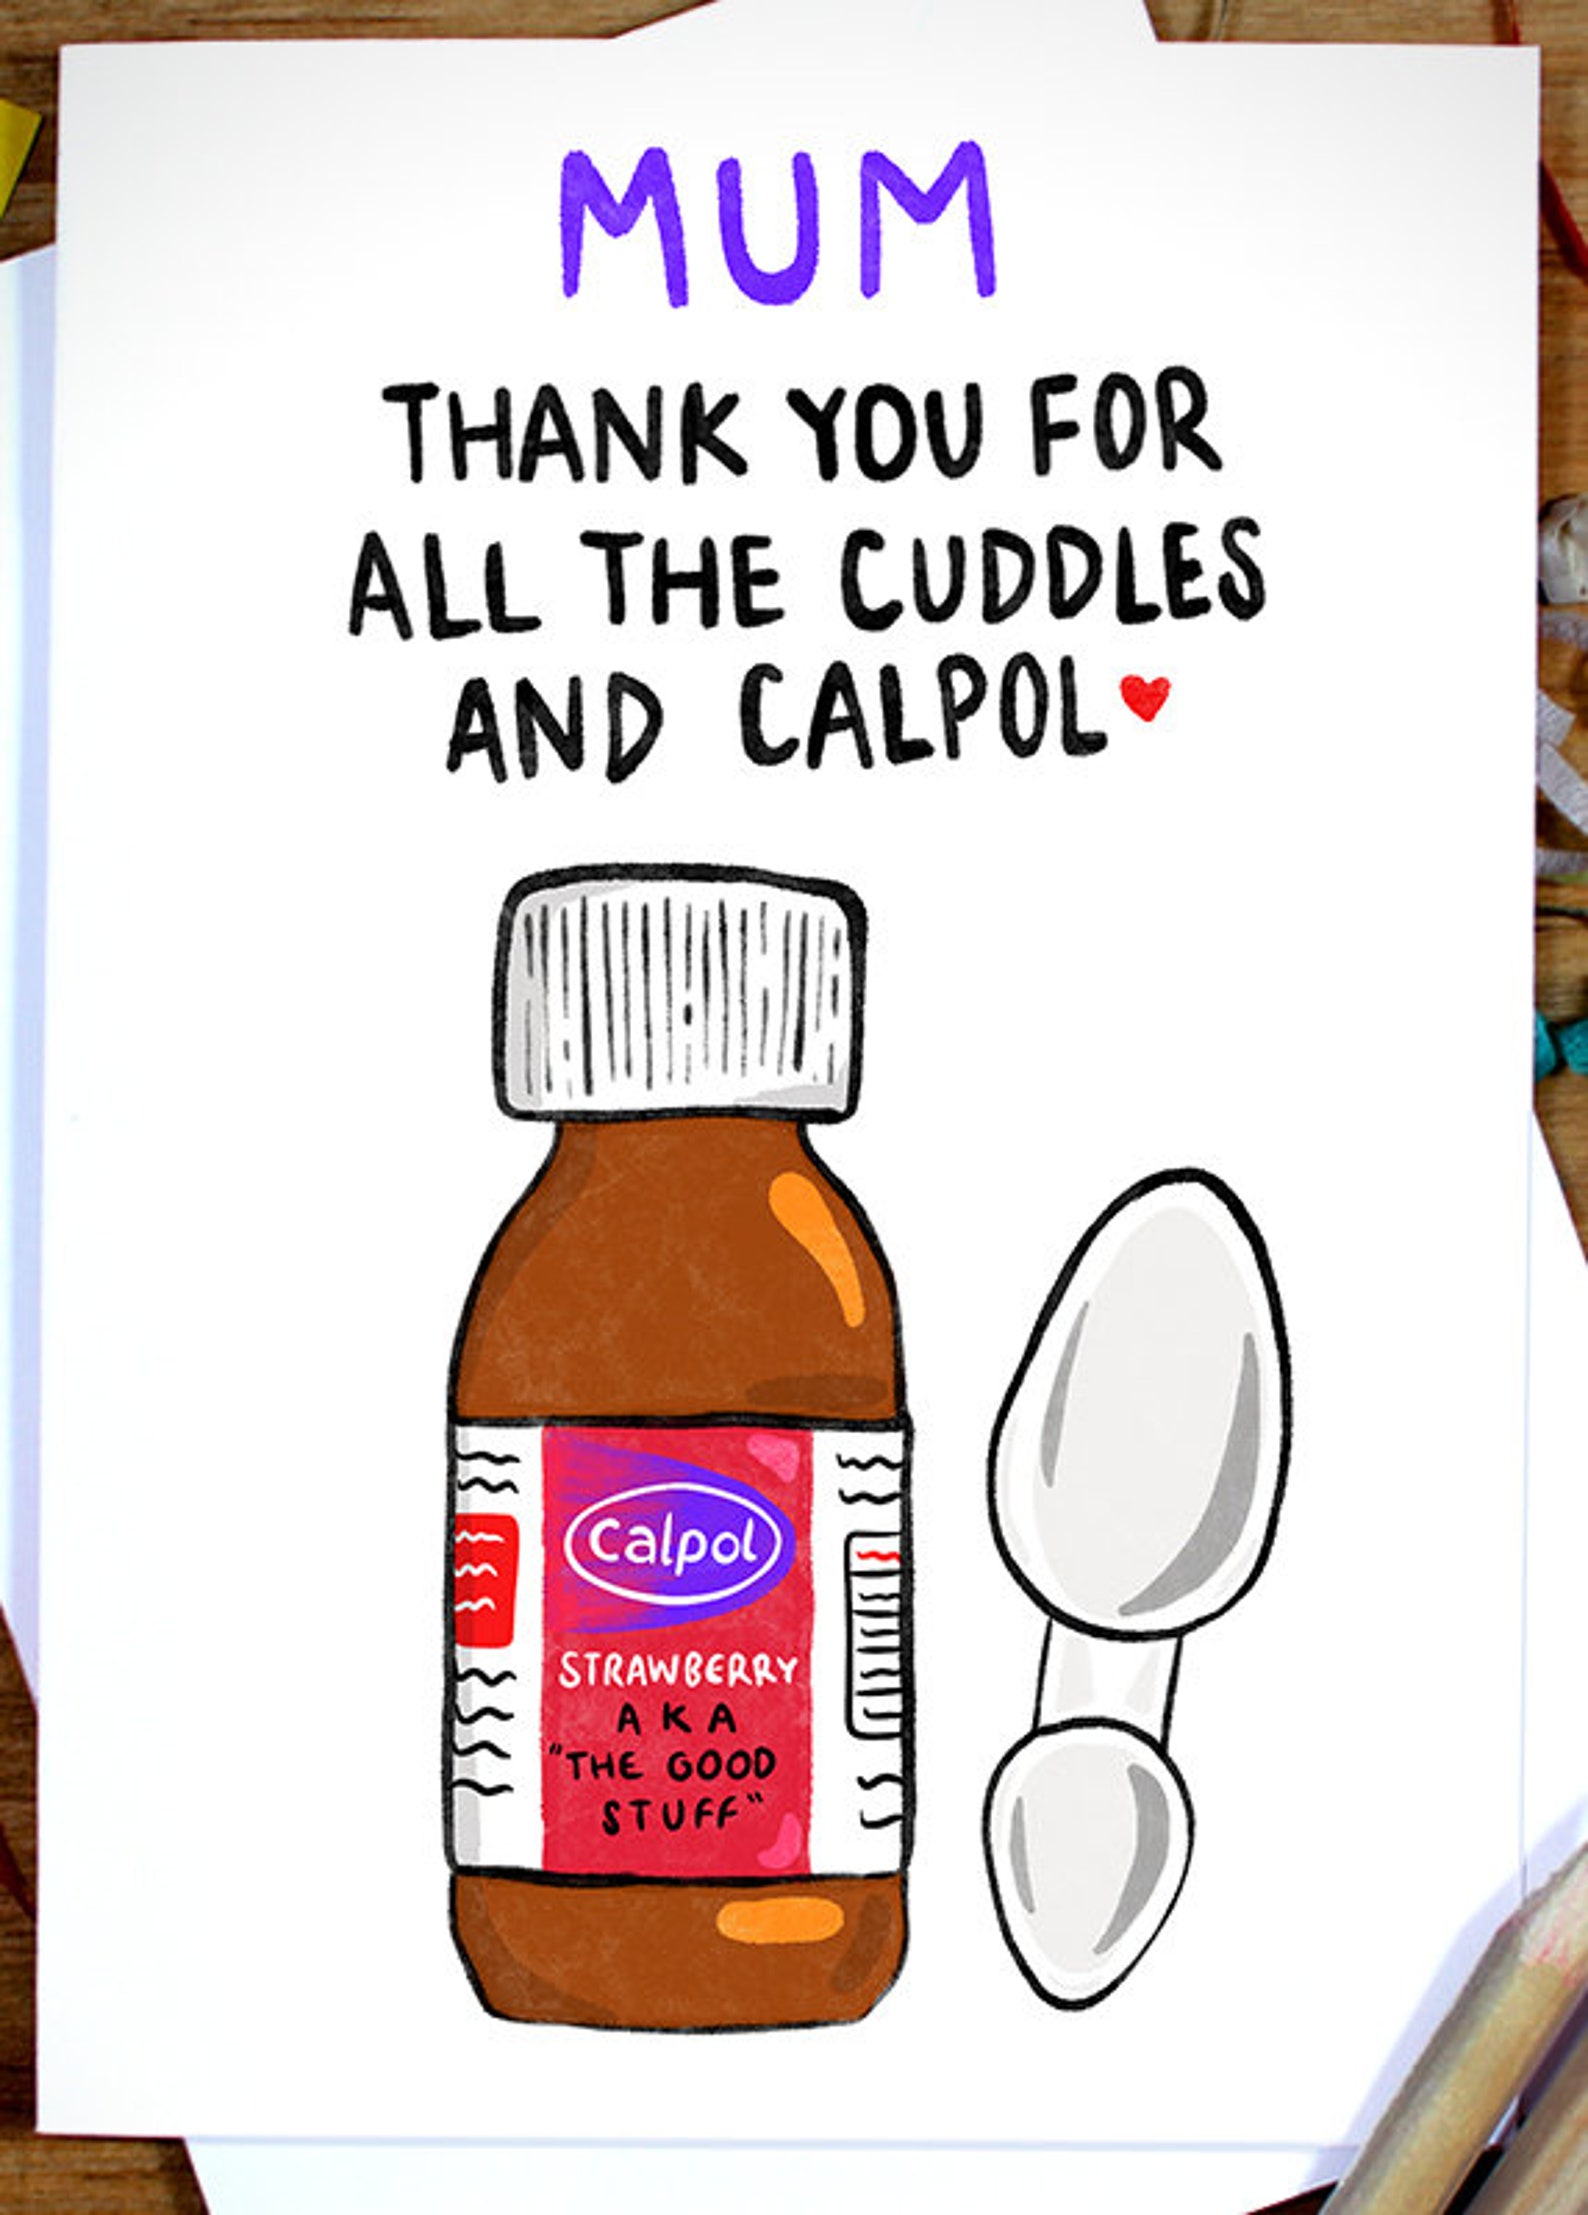 MUM
THANK YOU FOR
ALL THE CUDDLES
AND CALPOL
Calpol
STRAWBERRY
AKA
"THE GOOD
STUFF"